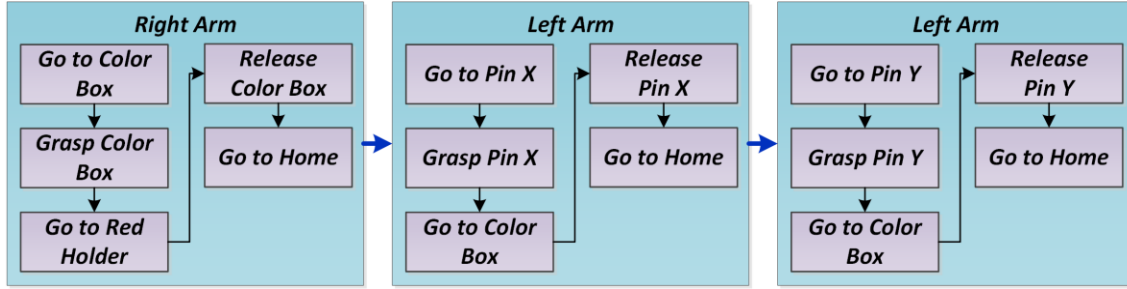 Right Arm
Go to Color
Box
Grasp Color
Box
Go to Red
Holder
Release
Color Box
Go to Home
Left Arm
Go to Pin X
Grasp Pin X
Go to Color
Box
Release
Pin X
Go to Home
Left Arm
Go to Pin Y
Grasp Pin Y
Go to Color
Box
Release
Pin Y
Go to Home